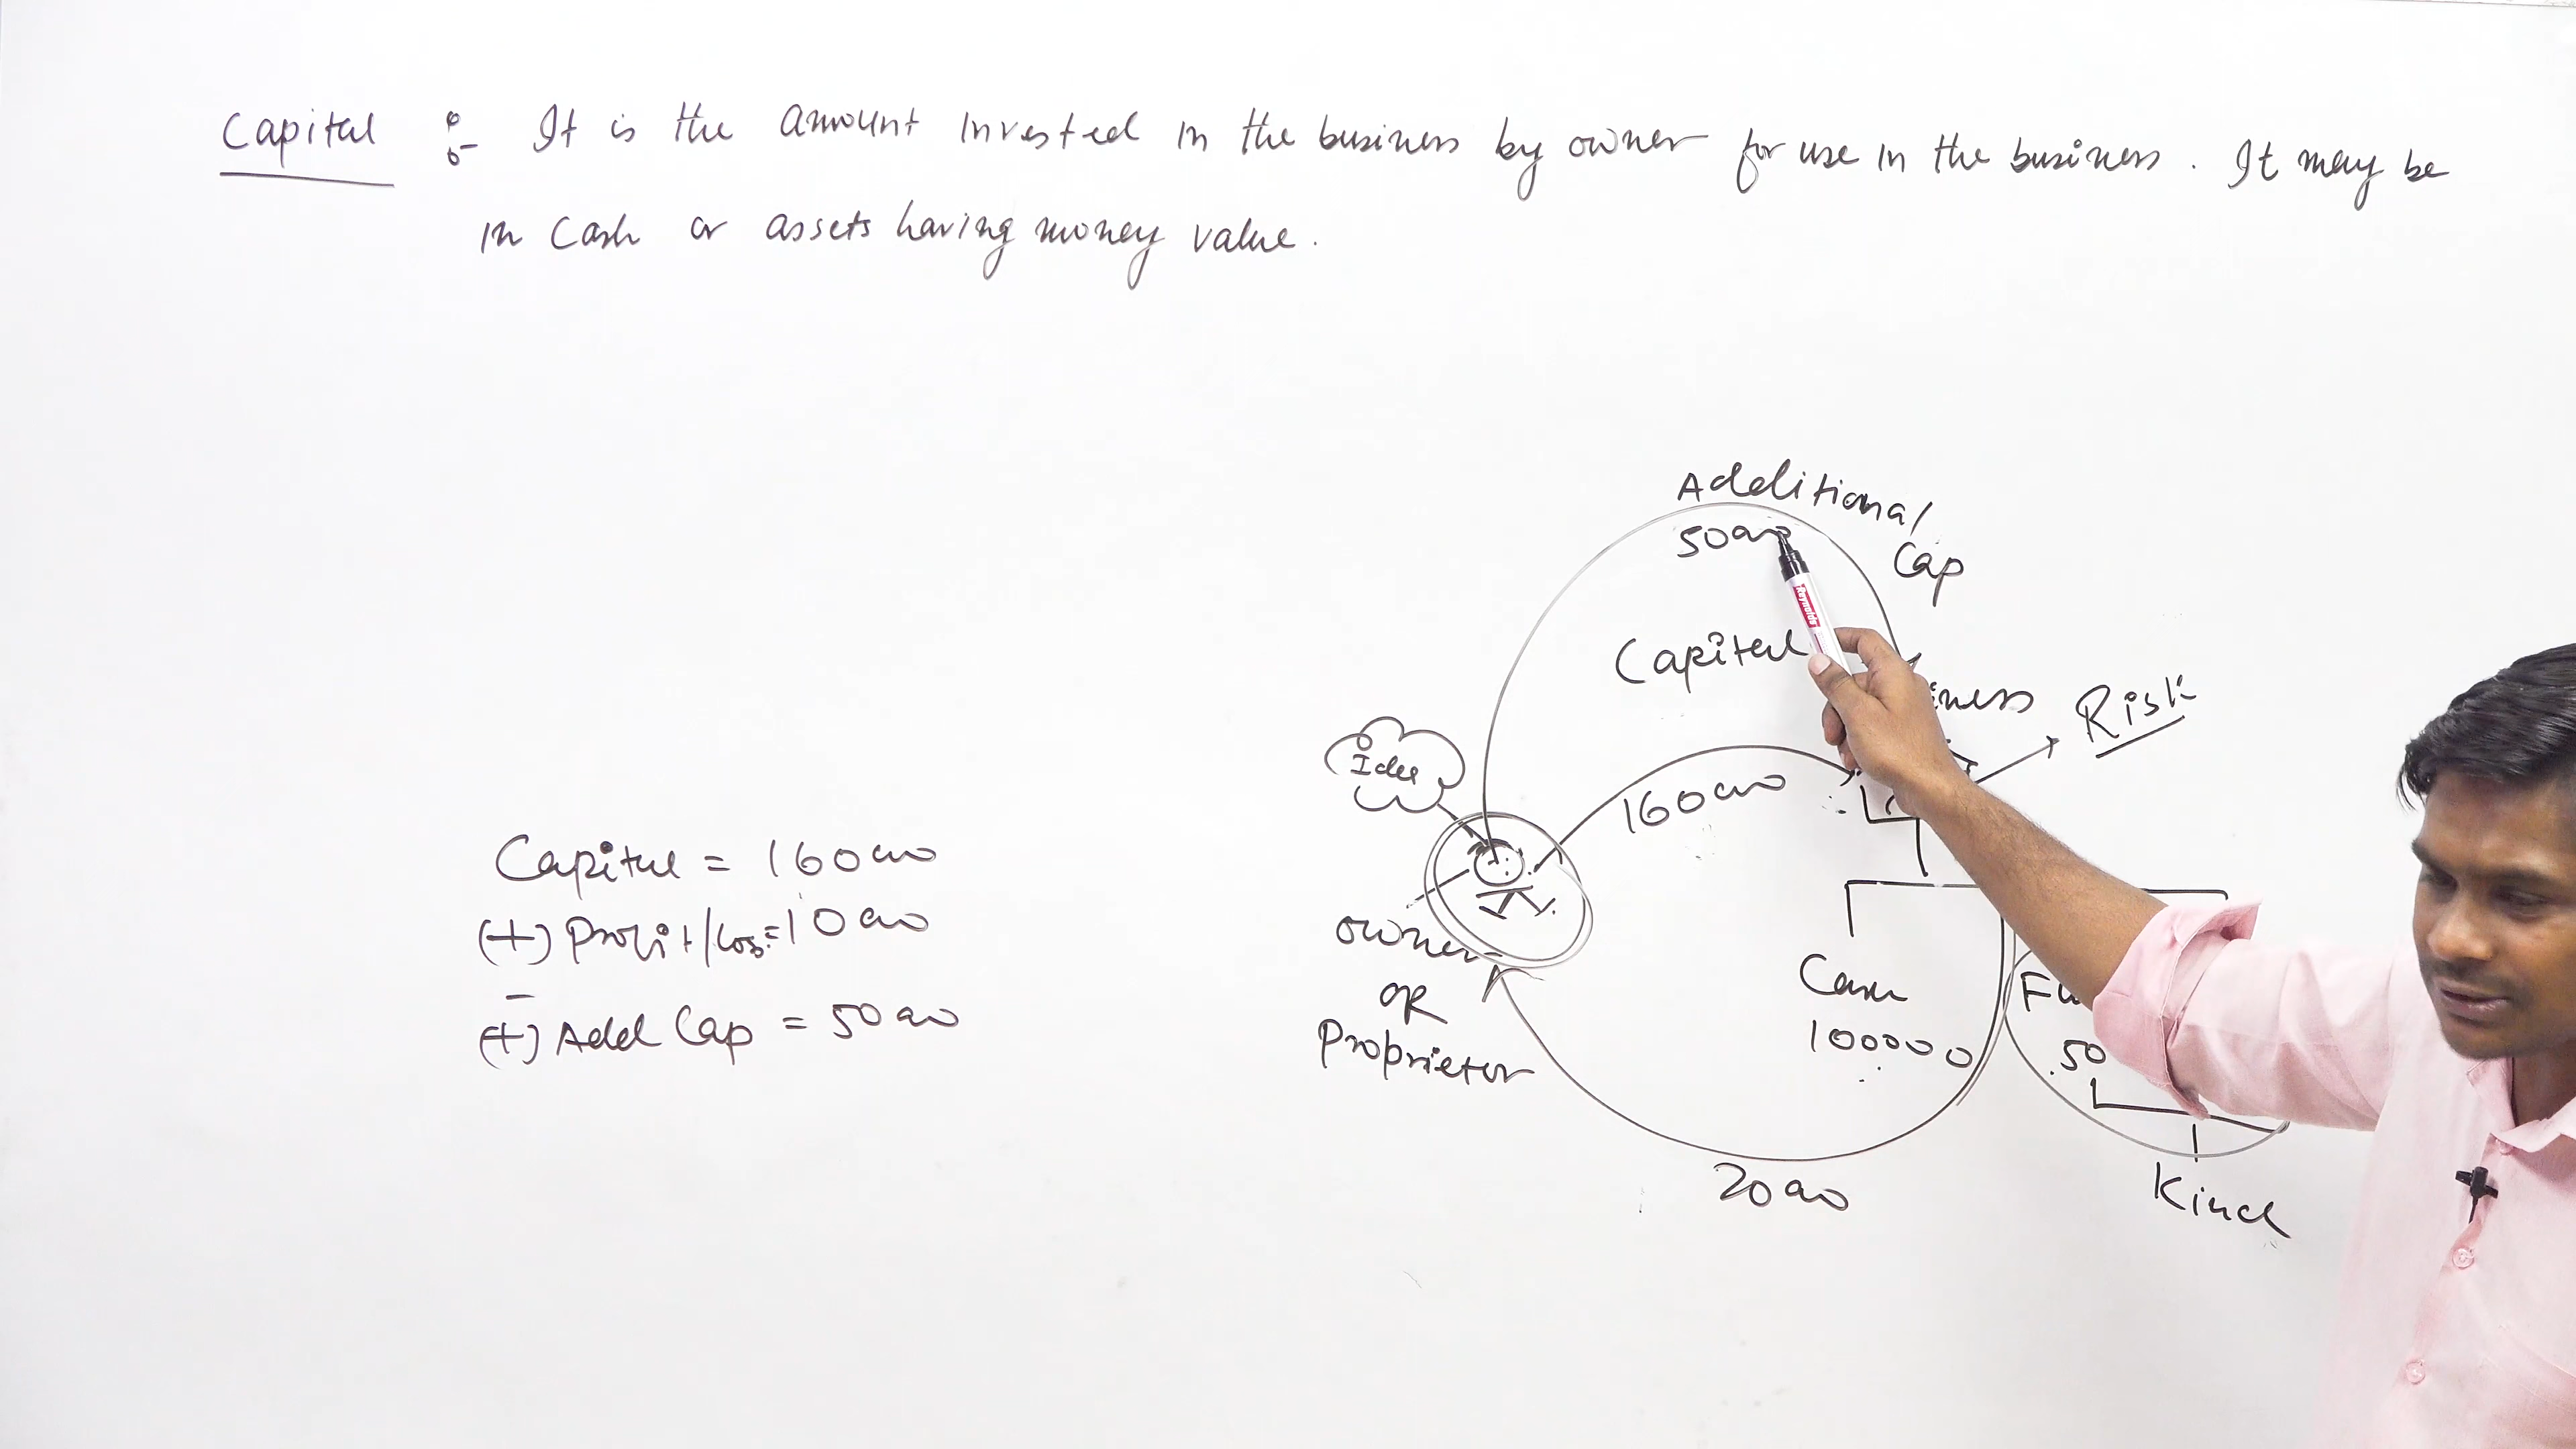 Capital :- It is the amount invested in the business by owner for use in the business. It may be
in cash or assets having money value.
Additional
Cap
50000
Capital
Risk
Idea
160000
Capital = 160000
(+) Profit/Loss = 10000
-
(+) Add Cap = 50000
owner
OR
Proprietor
Cash
100000
50
20000
Kind
Reynolds